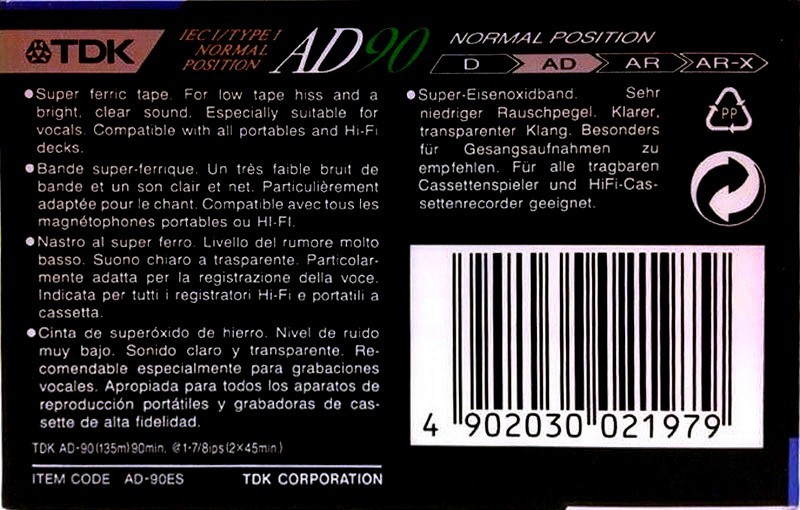 TDK
IEC I/TYPE I
NORMAL
POSITION
AD 90
NORMAL POSITION
D AD AR AR-X
●Super ferric tape. For low tape hiss and a
bright, clear sound. Especially suitable for
vocals. Compatible with all portables and Hi-Fi
decks.
●Bande super-ferrique. Un très faible bruit de
bande et un son clair et net. Particulièrement
adaptée pour le chant. Compatible avec tous les
magnétophones portables ou HI-FI.
●Nastro al super ferro. Livello del rumore molto
basso. Suono chiaro a trasparente. Particolar-
mente adatta per la registrazione della voce.
Indicata per tutti i registratori Hi-Fi e portatili a
cassetta.
●Cinta de superóxido de hierro. Nivel de ruido
muy bajo. Sonido claro y transparente. Re-
comendable especialmente para grabaciones
vocales. Apropiada para todos los aparatos de
reproducción portátiles y grabadoras de cas-
sette de alta fidelidad.
TDK AD-90(135m)90min. @1-7/8ips(2×45min.)
ITEM CODE AD-90ES TDK CORPORATION
●Super-Eisenoxidband. Sehr
niedriger Rauschpegel. Klarer,
transparenter Klang. Besonders
für Gesangsaufnahmen zu
empfehlen. Für alle tragbaren
Cassettenspieler und HiFi-Cas-
settenrecorder geeignet.
PP
4 902030 021979